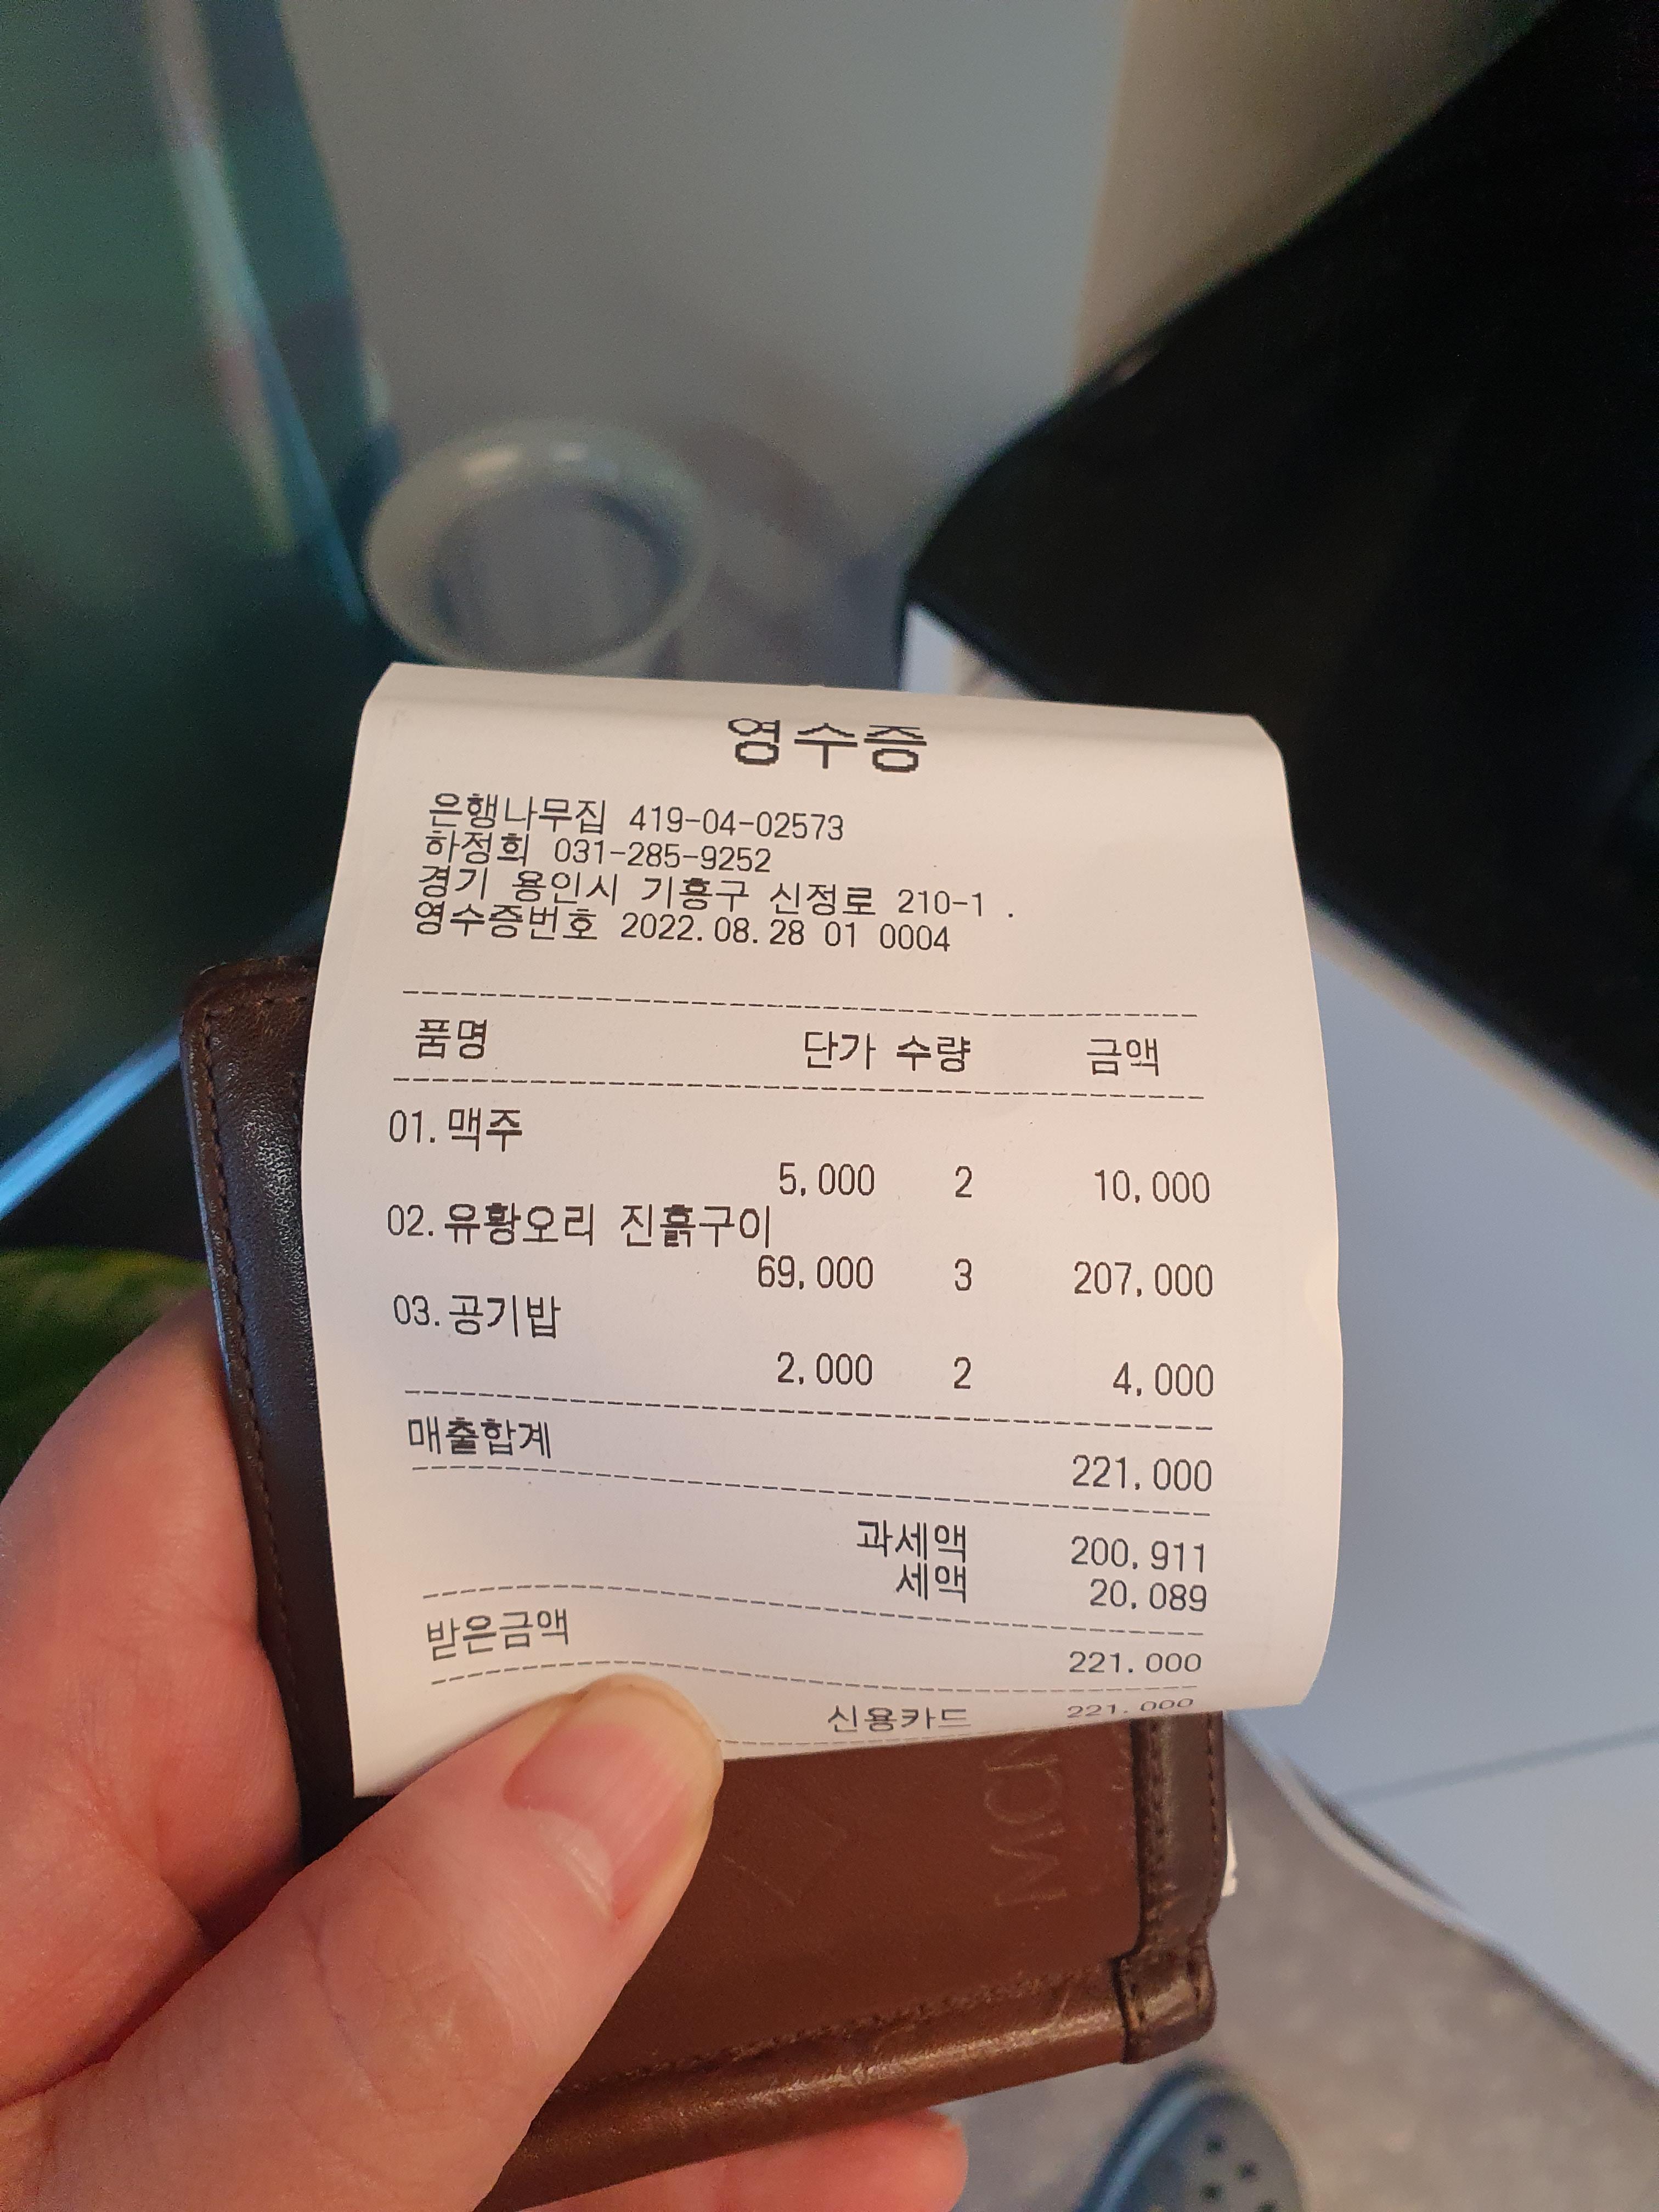 영수증
은행나무집 419-04-02573
하정희 031-285-9252
경기 용인시 기흥구 신정로 210-1 .
영수증번호 2022.08.28 01 0004
품명 단가 수량 금액
01.맥주
5,000 2 10,000
02.유황오리 진흙구이
69,000 3 207,000
03.공기밥
2,000 2 4,000
매출합계 221,000
과세액 200,911
세액 20,089
받은금액 221,000
신용카드 221,000
MCM